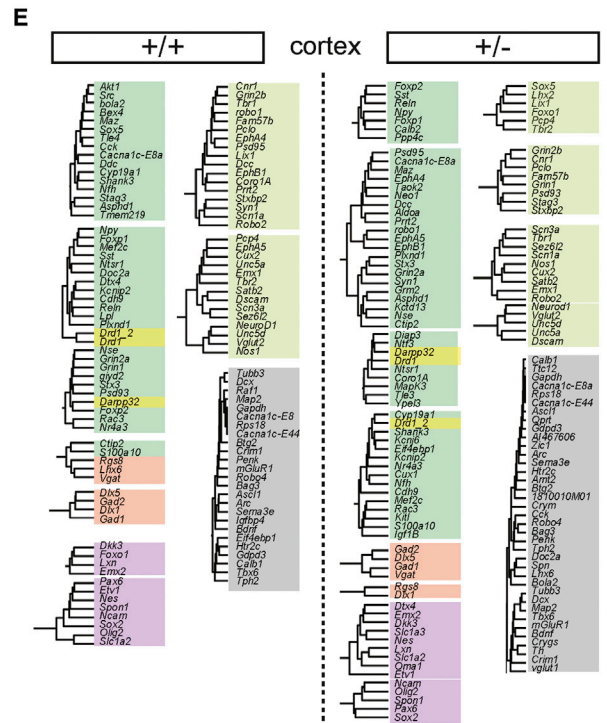 E
+/+
cortex
+/-
Akt1
Src
bola2
Bex4
Maz
Sox5
Tle4
Cck
Cacna1c-E8a
Ddc
Cyp19a1
Shank3
Nfh
Stag3
Asphd1
Tmem219
Npy
Foxp1
Mef2c
Sst
Ntsr1
Doc2a
Dtx4
Kcnip2
Cdh9
Reln
Lpl
Plxnd1
Drd1_2
Drd1
Nse
Grin2a
Grin1
giyd2
Stx3
Psd93
Darpp32
Foxp2
Rac3
Nr4a3
Ctip2
S100a10
Rgs8
Lhx6
Vgat
Dlx5
Gad2
Dlx1
Gad1
Dkk3
Foxo1
Lxn
Emx2
Pax6
Etv1
Nes
Spon1
Ncam
Sox2
Olig2
Slc1a2
Cnr1
Grin2b
Tbr1
robo1
Fam57b
Pclo
EphA4
Psd95
Lix1
Dcc
EphB1
Coro1A
Prrt2
Stxbp2
Syn1
Scn1a
Robo2
Pcp4
EphA5
Cux2
Unc5a
Emx1
Tbr2
Satb2
Dscam
Scn3a
Sez6l2
NeuroD1
Unc5d
Vglut2
Nos1
Tubb3
Dcx
Raf1
Map2
Gapdh
Cacna1c-E8
Rps18
Cacna1c-E44
Btg2
Crim1
Penk
mGluR1
Robo4
Bag3
Ascl1
Arc
Sema3e
Igfbp4
Bdnf
Eif4ebp1
Htr2c
Gdpd3
Calb1
Tbx6
Tph2
Foxp2
Sst
Reln
Npy
Foxp1
Calb2
Ppp4c
Psd95
Cacna1c-E8a
Maz
EphA4
Taok2
Neo1
Dcc
Aldoa
Prrt2
robo1
EphA5
EphB1
Plxnd1
Stx3
Grin2a
Syn1
Grm2
Asphd1
Kctd13
Nse
Ctip2
Diap3
Ntf3
Darpp32
Drd1
Ntsr1
Coro1A
MapK3
Tle3
Ypel3
Cyp19a1
Drd1_2
Shank3
Kcnj6
Eif4ebp1
Kcnip2
Nr4a3
Cux1
Nfh
Cdh9
Mef2c
Rac3
Kitl
S100a10
Igf1B
Gad2
Dlx5
Gad1
Vgat
Rgs8
Dlx1
Dtx4
Emx2
Dkk3
Slc1a3
Nes
Lxn
Slc1a2
Oma1
Etv1
Ncam
Olig2
Spon1
Pax6
Sox2
Sox5
Lhx2
Lix1
Foxo1
Pcp4
Tbr2
Grin2b
Cnr1
Pclo
Fam57b
Grin1
Psd93
Stag3
Stxbp2
Scn3a
Tbr1
Sez6l2
Scn1a
Nos1
Cux2
Satb2
Emx1
Robo2
Neurod1
Vglut2
Unc5d
Unc5a
Dscam
Calb1
Ttc12
Gapdh
Cacna1c-E8a
Rps18
Cacna1c-E44
Ascl1
Qprt
Gdpd3
AI467606
Zic1
Arc
Sema3e
Htr2c
Arnt2
Btg2
1810010M01
Crym
Cck
Robo4
Bag3
Penk
Tph2
Doc2a
Spn
Lhx6
Bola2
Tubb3
Dcx
Map2
Tbx6
mGluR1
Bdnf
Crygs
Th
Crim1
vglut1